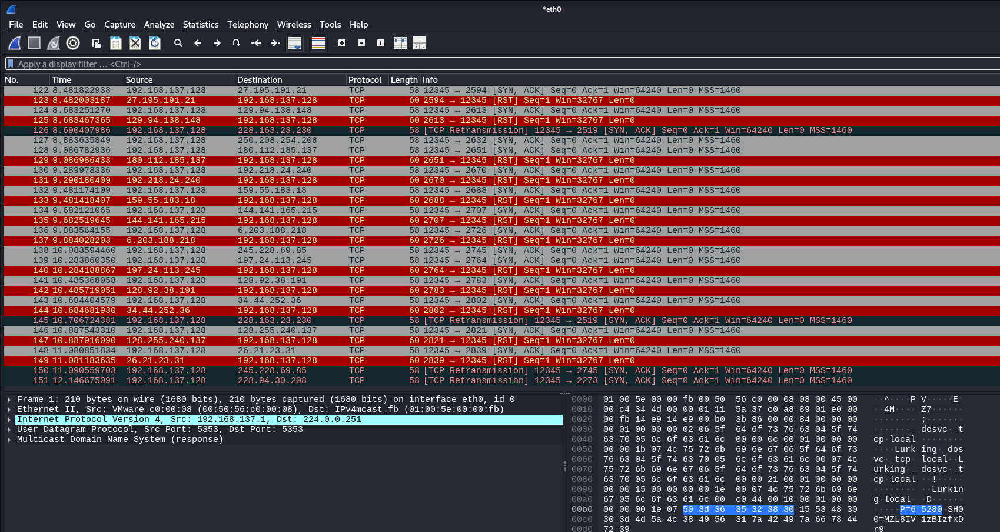 *eth0
File Edit View Go Capture Analyze Statistics Telephony Wireless Tools Help
Apply a display filter … <Ctrl-/>
No. Time Source Destination Protocol Length Info
122 8.481822938 192.168.137.128 27.195.191.21 TCP 58 12345 → 2594 [SYN, ACK] Seq=0 Ack=1 Win=64240 Len=0 MSS=1460
123 8.482003187 27.195.191.21 192.168.137.128 TCP 60 2594 → 12345 [RST] Seq=1 Win=32767 Len=0
124 8.683251270 192.168.137.128 129.94.138.148 TCP 58 12345 → 2613 [SYN, ACK] Seq=0 Ack=1 Win=64240 Len=0 MSS=1460
125 8.683467365 129.94.138.148 192.168.137.128 TCP 60 2613 → 12345 [RST] Seq=1 Win=32767 Len=0
126 8.690407986 192.168.137.128 228.163.23.230 TCP 58 [TCP Retransmission] 12345 → 2519 [SYN, ACK] Seq=0 Ack=1 Win=64240 Len=0 MSS=1460
127 8.883635849 192.168.137.128 250.208.254.208 TCP 58 12345 → 2632 [SYN, ACK] Seq=0 Ack=1 Win=64240 Len=0 MSS=1460
128 9.086782936 192.168.137.128 180.112.185.137 TCP 58 12345 → 2651 [SYN, ACK] Seq=0 Ack=1 Win=64240 Len=0 MSS=1460
129 9.086986433 180.112.185.137 192.168.137.128 TCP 60 2651 → 12345 [RST] Seq=1 Win=32767 Len=0
130 9.289978336 192.168.137.128 192.218.24.240 TCP 58 12345 → 2670 [SYN, ACK] Seq=0 Ack=1 Win=64240 Len=0 MSS=1460
131 9.290180409 192.218.24.240 192.168.137.128 TCP 60 2670 → 12345 [RST] Seq=1 Win=32767 Len=0
132 9.481174109 192.168.137.128 159.55.183.18 TCP 58 12345 → 2688 [SYN, ACK] Seq=0 Ack=1 Win=64240 Len=0 MSS=1460
133 9.481418407 159.55.183.18 192.168.137.128 TCP 60 2688 → 12345 [RST] Seq=1 Win=32767 Len=0
134 9.682121065 192.168.137.128 144.141.165.215 TCP 58 12345 → 2707 [SYN, ACK] Seq=0 Ack=1 Win=64240 Len=0 MSS=1460
135 9.682519645 144.141.165.215 192.168.137.128 TCP 60 2707 → 12345 [RST] Seq=1 Win=32767 Len=0
136 9.883564155 192.168.137.128 6.203.188.218 TCP 58 12345 → 2726 [SYN, ACK] Seq=0 Ack=1 Win=64240 Len=0 MSS=1460
137 9.884028203 6.203.188.218 192.168.137.128 TCP 60 2726 → 12345 [RST] Seq=1 Win=32767 Len=0
138 10.083594460 192.168.137.128 245.228.69.85 TCP 58 12345 → 2745 [SYN, ACK] Seq=0 Ack=1 Win=64240 Len=0 MSS=1460
139 10.283860350 192.168.137.128 197.24.113.245 TCP 58 12345 → 2764 [SYN, ACK] Seq=0 Ack=1 Win=64240 Len=0 MSS=1460
140 10.284188867 197.24.113.245 192.168.137.128 TCP 60 2764 → 12345 [RST] Seq=1 Win=32767 Len=0
141 10.485368058 192.168.137.128 128.92.38.191 TCP 58 12345 → 2783 [SYN, ACK] Seq=0 Ack=1 Win=64240 Len=0 MSS=1460
142 10.485719051 128.92.38.191 192.168.137.128 TCP 60 2783 → 12345 [RST] Seq=1 Win=32767 Len=0
143 10.684404579 192.168.137.128 34.44.252.36 TCP 58 12345 → 2802 [SYN, ACK] Seq=0 Ack=1 Win=64240 Len=0 MSS=1460
144 10.684681930 34.44.252.36 192.168.137.128 TCP 60 2802 → 12345 [RST] Seq=1 Win=32767 Len=0
145 10.706724381 192.168.137.128 228.163.23.230 TCP 58 [TCP Retransmission] 12345 → 2519 [SYN, ACK] Seq=0 Ack=1 Win=64240 Len=0 MSS=1460
146 10.887543310 192.168.137.128 128.255.240.137 TCP 58 12345 → 2821 [SYN, ACK] Seq=0 Ack=1 Win=64240 Len=0 MSS=1460
147 10.887916090 128.255.240.137 192.168.137.128 TCP 60 2821 → 12345 [RST] Seq=1 Win=32767 Len=0
148 11.080851834 192.168.137.128 26.21.23.31 TCP 58 12345 → 2839 [SYN, ACK] Seq=0 Ack=1 Win=64240 Len=0 MSS=1460
149 11.081183635 26.21.23.31 192.168.137.128 TCP 60 2839 → 12345 [RST] Seq=1 Win=32767 Len=0
150 11.090559703 192.168.137.128 245.228.69.85 TCP 58 [TCP Retransmission] 12345 → 2745 [SYN, ACK] Seq=0 Ack=1 Win=64240 Len=0 MSS=1460
151 12.146675091 192.168.137.128 228.94.30.208 TCP 58 [TCP Retransmission] 12345 → 2273 [SYN, ACK] Seq=0 Ack=1 Win=64240 Len=0 MSS=1460
Frame 1: 210 bytes on wire (1680 bits), 210 bytes captured (1680 bits) on interface eth0, id 0
Ethernet II, Src: VMware_c0:00:08 (00:50:56:c0:00:08), Dst: IPv4mcast_fb (01:00:5e:00:00:fb)
Internet Protocol Version 4, Src: 192.168.137.1, Dst: 224.0.0.251
User Datagram Protocol, Src Port: 5353, Dst Port: 5353
Multicast Domain Name System (response)
0000 01 00 5e 00 00 fb 00 50 56 c0 00 08 08 00 45 00 ··^····P V·····E·
0010 00 c4 34 4d 00 00 01 11 5a 37 c0 a8 89 01 e0 00 ··4M···· Z7······
0020 00 fb 14 e9 14 e9 00 b0 3b 86 00 00 84 00 00 00 ········ ;·······
0030 00 01 00 00 00 02 06 5f 64 6f 73 76 63 04 5f 74 ·······_ dosvc·_t
0040 63 70 05 6c 6f 63 61 6c 00 00 0c 00 01 00 00 00 cp·local ········
0050 00 00 1b 07 4c 75 72 6b 69 6e 67 06 5f 64 6f 73 ····Lurk ing·_dos
0060 76 63 04 5f 74 63 70 05 6c 6f 63 61 6c 00 07 4c vc·_tcp· local··L
0070 75 72 6b 69 6e 67 06 5f 64 6f 73 76 63 04 5f 74 urking·_ dosvc·_t
0080 63 70 05 6c 6f 63 61 6c 00 00 21 00 01 00 00 00 cp·local ··!·····
0090 00 00 15 00 00 00 00 1e 00 07 4c 75 72 6b 69 6e ········ ··Lurkin
00a0 67 05 6c 6f 63 61 6c 00 c0 44 00 10 00 01 00 00 g·local· ·D······
00b0 00 00 00 1e 07 50 3d 36 35 32 38 30 15 53 48 30 ·····P=6 5280·SH0
00c0 30 3d 4d 5a 4c 38 49 56 31 7a 42 49 7a 66 78 44 0=MZL8IV 1zBIzfxD
00d0 72 39 r9